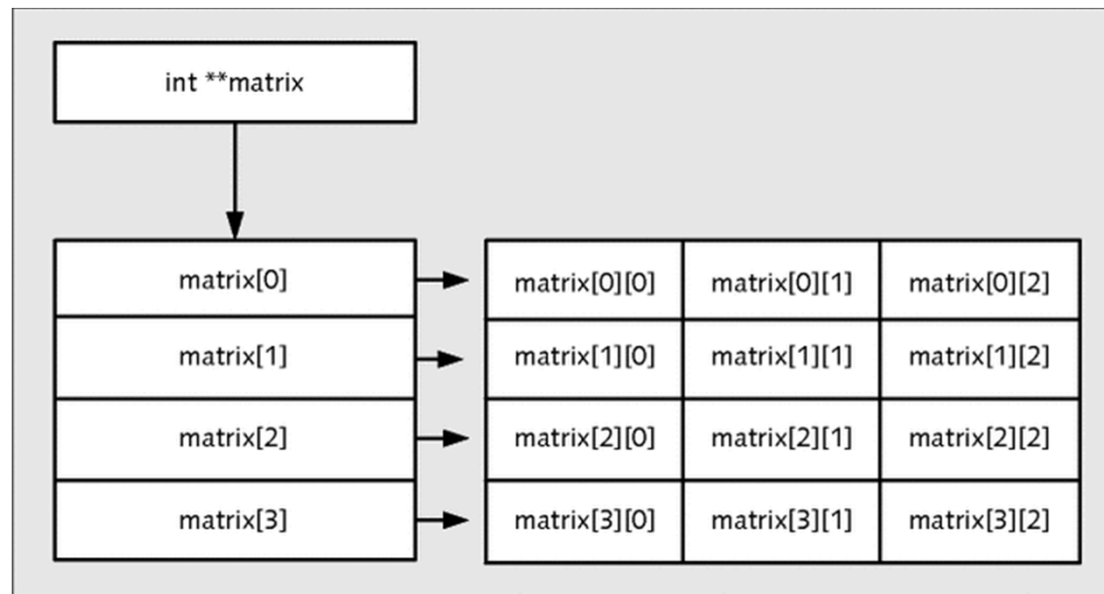 int **matrix
matrix[0] matrix[0][0] matrix[0][1] matrix[0][2]
matrix[1] matrix[1][0] matrix[1][1] matrix[1][2]
matrix[2] matrix[2][0] matrix[2][1] matrix[2][2]
matrix[3] matrix[3][0] matrix[3][1] matrix[3][2]